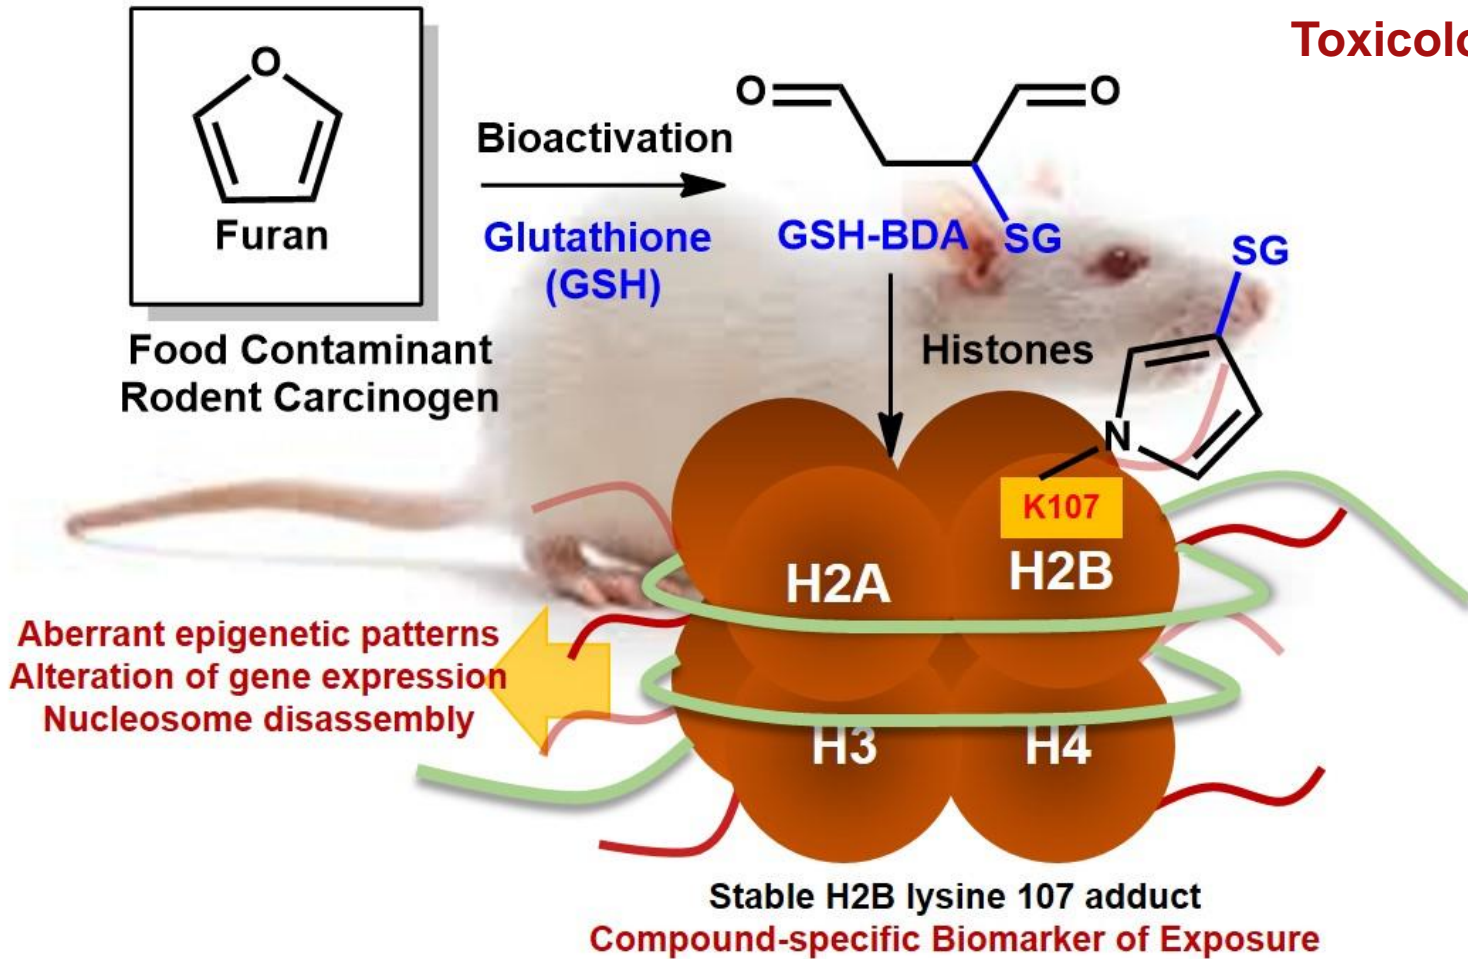 Toxicolo
O
Furan
Food Contaminant
Rodent Carcinogen
Bioactivation
Glutathione
(GSH)
O
O
GSH-BDA
SG
Histones
SG
N
K107
H2A
H2B
H3
H4
Aberrant epigenetic patterns
Alteration of gene expression
Nucleosome disassembly
Stable H2B lysine 107 adduct
Compound-specific Biomarker of Exposure